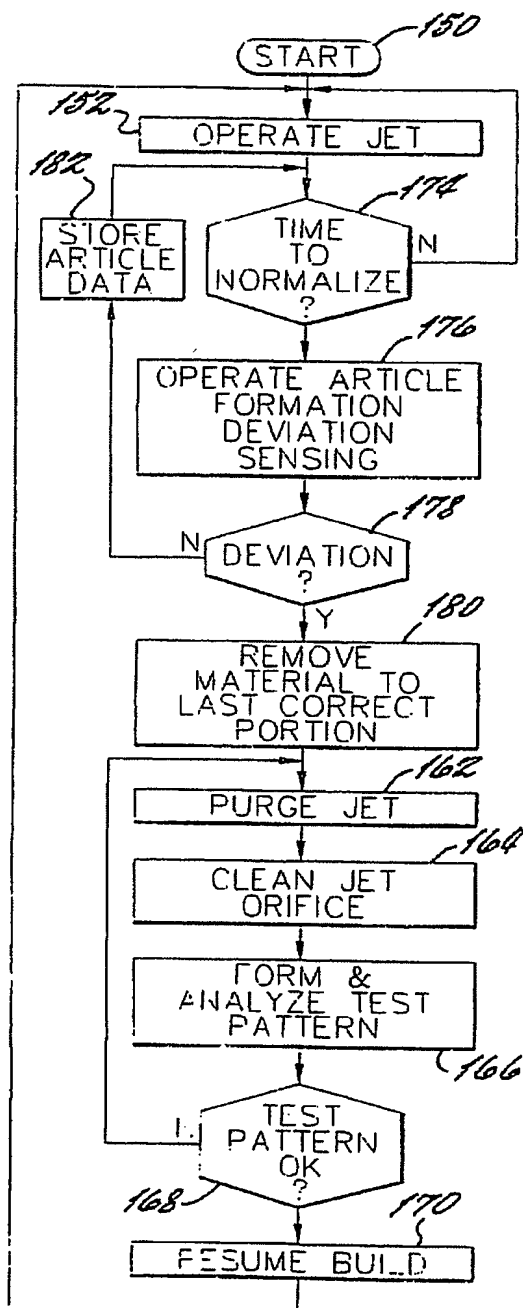 150
START
152
OPERATE JET
182
STORE
ARTICLE
DATA
174
TIME
TO
NORMALIZE
?
N
176
OPERATE ARTICLE
FORMATION
DEVIATION
SENSING
178
N
DEVIATION
?
Y
180
REMOVE
MATERIAL TO
LAST CORRECT
PORTION
162
PURGE JET
164
CLEAN JET
ORIFICE
FORM &
ANALYZE TEST
PATTERN
166
TEST
PATTERN
OK
?
168
170
RESUME BUILD